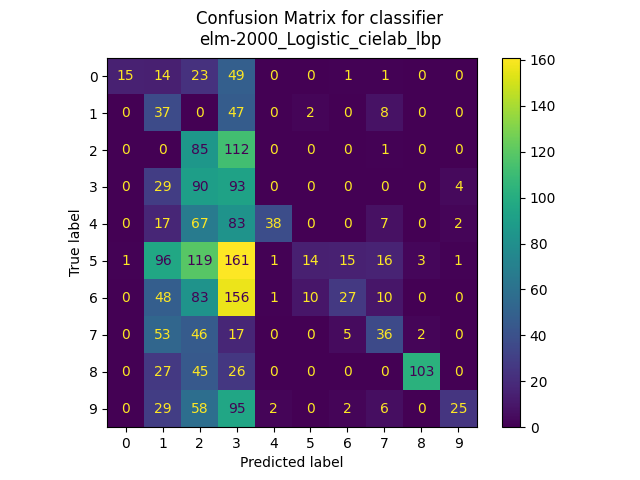 Confusion Matrix for classifier
elm-2000_Logistic_cielab_lbp
0 15 14 23 49 0 0 1 1 0 0
1 0 37 0 47 0 2 0 8 0 0
2 0 0 85 112 0 0 0 1 0 0
3 0 29 90 93 0 0 0 0 0 4
4 0 17 67 83 38 0 0 7 0 2
5 1 96 119 161 1 14 15 16 3 1
6 0 48 83 156 1 10 27 10 0 0
7 0 53 46 17 0 0 5 36 2 0
8 0 27 45 26 0 0 0 0 103 0
9 0 29 58 95 2 0 2 6 0 25
0 1 2 3 4 5 6 7 8 9
Predicted label
True label
160
140
120
100
80
60
40
20
0